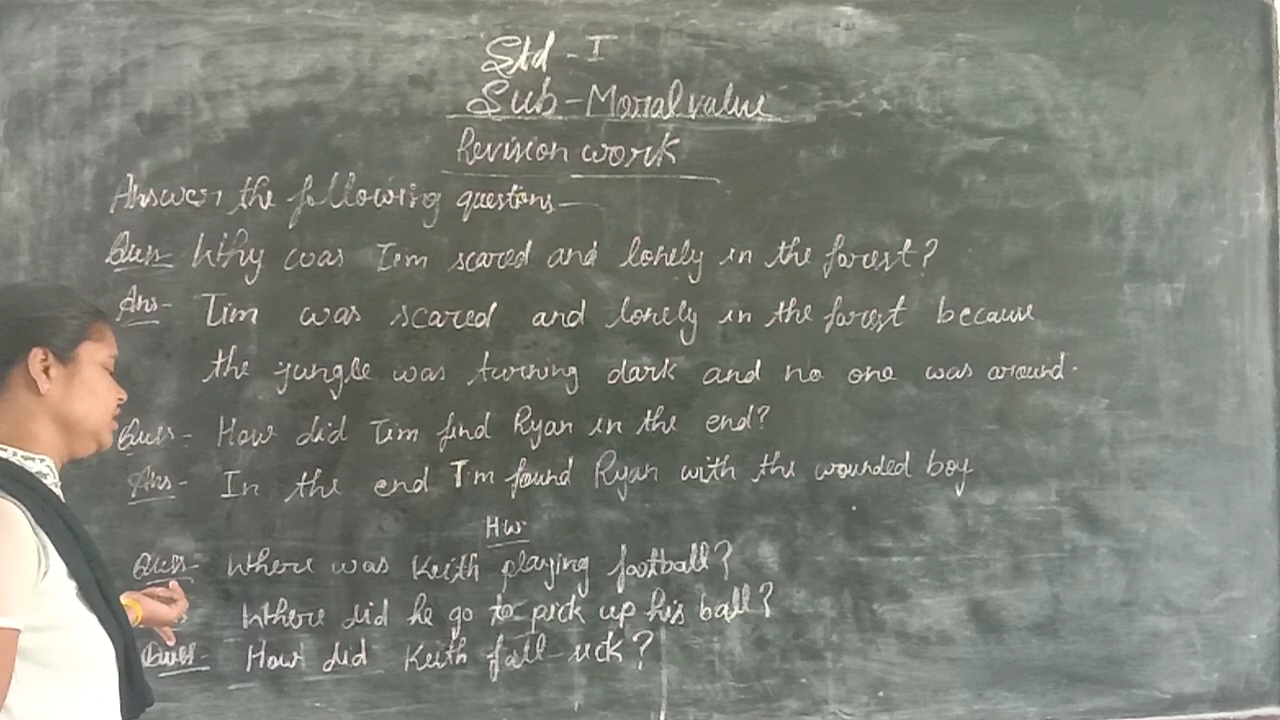 Std - I
Sub - Moral value
Revision work
Answer the following questions —
Ques - Why was Tim scared and lonely in the forest?
Ans - Tim was scared and lonely in the forest because
the jungle was turning dark and no one was around.
Ques - How did Tim find Ryan in the end?
Ans - In the end Tim found Ryan with the wounded boy
H.W.
Ques - Where was Keith playing football?
Where did he go to pick up his ball?
Ques - How did Keith fall